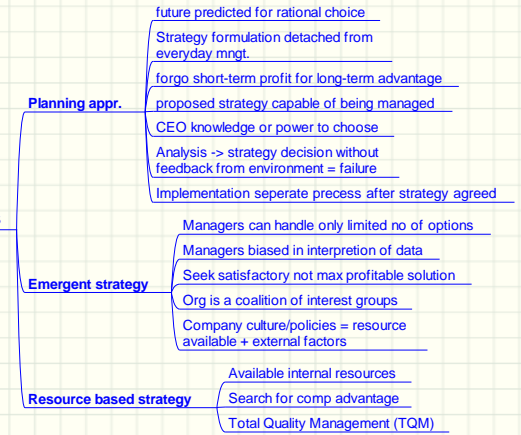 future predicted for rational choice
Strategy formulation detached from
everyday mngt.
forgo short-term profit for long-term advantage
Planning appr.
proposed strategy capable of being managed
CEO knowledge or power to choose
Analysis -> strategy decision without
feedback from environment = failure
Implementation seperate precess after strategy agreed
Managers can handle only limited no of options
Managers biased in interpretion of data
Seek satisfactory not max profitable solution
Emergent strategy
Org is a coalition of interest groups
Company culture/policies = resource
available + external factors
Available internal resources
Resource based strategy
Search for comp advantage
Total Quality Management (TQM)